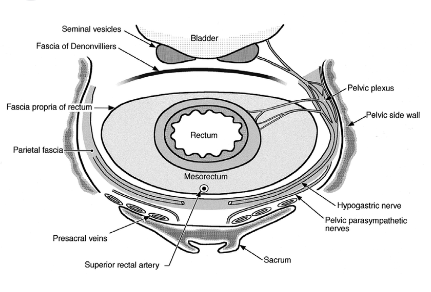 Seminal vesicles
Bladder
Fascia of Denonvilliers
Pelvic plexus
Fascia propria of rectum
Pelvic side wall
Rectum
Parietal fascia
Mesorectum
Hypogastric nerve
Pelvic parasympathetic
nerves
Presacral veins
Superior rectal artery
Sacrum